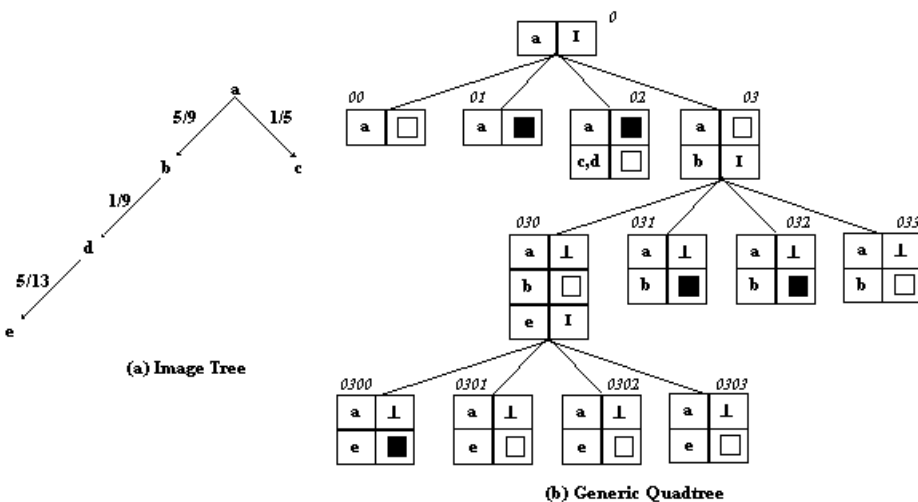 0
a I
00 01 02 03
a a a a
c,d b I
030 031 032 033
a ⊥ a ⊥ a ⊥ a ⊥
b b b b
e I
0300 0301 0302 0303
a ⊥ a ⊥ a ⊥ a ⊥
e e e e
(b) Generic Quadtree
a
5/9 1/5
b c
1/9
d
5/13
e
(a) Image Tree